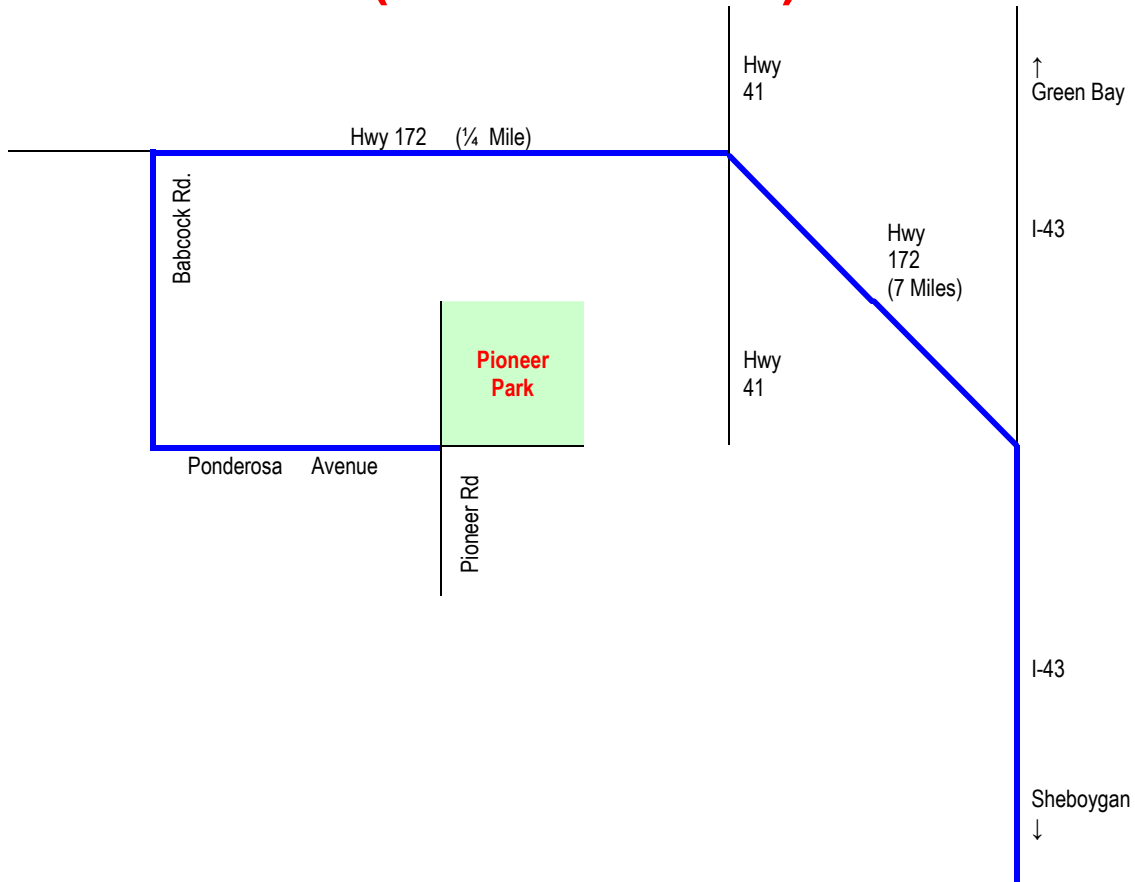 Hwy
41
↑
Green Bay
Hwy 172 (¼ Mile)
Babcock Rd.
Hwy
172
(7 Miles)
I-43
Pioneer
Park
Hwy
41
Ponderosa Avenue
Pioneer Rd
I-43
Sheboygan
↓